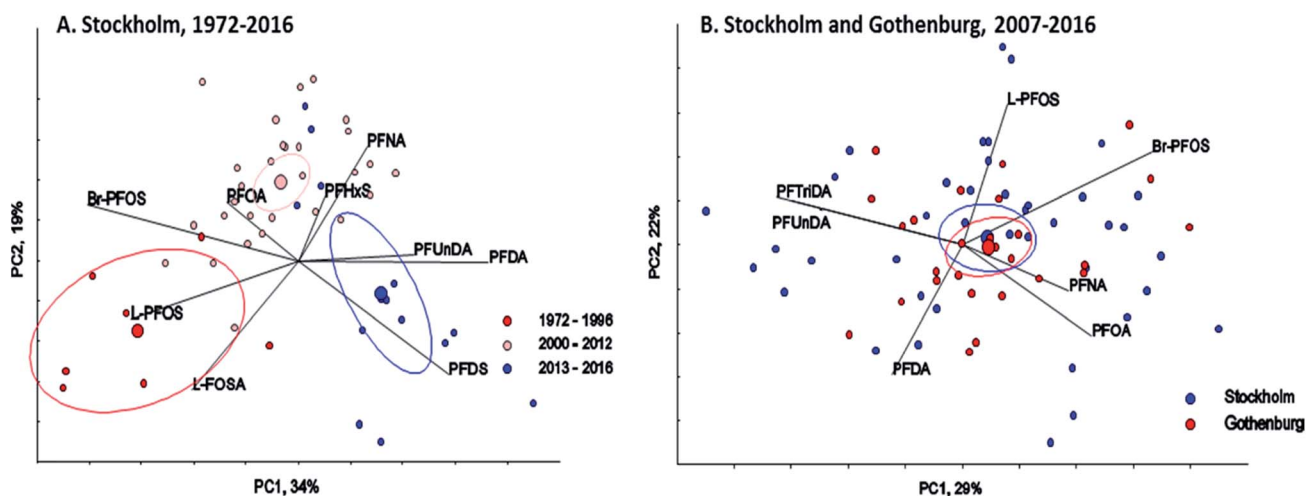 A. Stockholm, 1972-2016
PFNA
Br-PFOS
PFOA
PFHxS
PFUnDA
PFDA
L-PFOS
L-FOSA
PFDS
1972 - 1996
2000 - 2012
2013 - 2016
PC2, 19%
PC1, 34%
B. Stockholm and Gothenburg, 2007-2016
L-PFOS
Br-PFOS
PFTriDA
PFUnDA
PFNA
PFOA
PFDA
Stockholm
Gothenburg
PC2, 22%
PC1, 29%